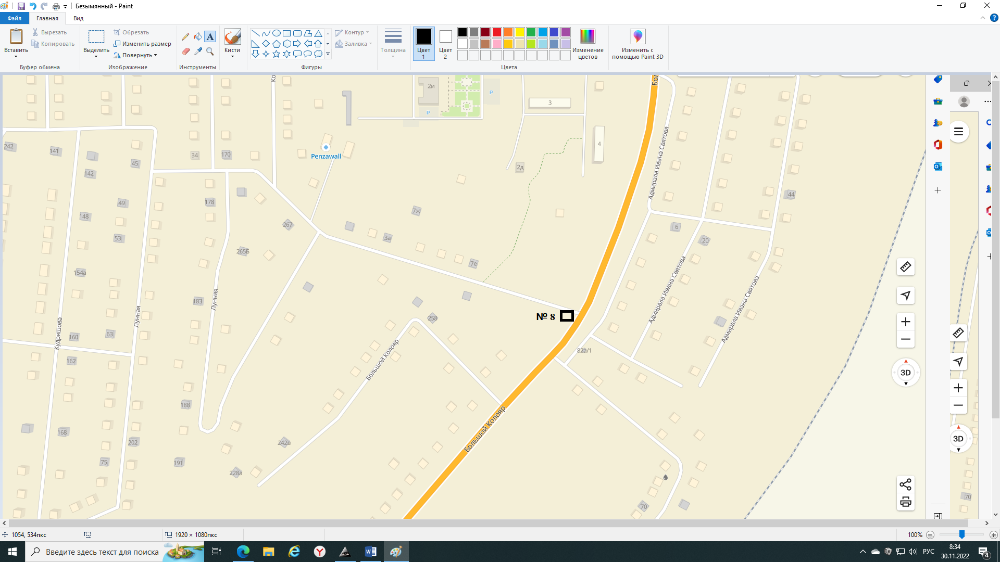 Безымянный - Paint
Файл
Главная
Вид
Вставить
Вырезать
Копировать
Буфер обмена
Выделить
Обрезать
Изменить размер
Повернуть
Изображение
A
Инструменты
Кисти
Фигуры
Контур
Заливка
Толщина
Цвет
1
Цвет
2
Цвета
Изменение
цветов
Изменить с
помощью Paint 3D
Ко
2и
P
P
3
4
2д
Бол
242
141
142
45
34
170
Penzawall
Адмирала Ивана Святова
44
178
49
148
53
267
265Б
7ж
3а
7е
6
20
154а
183
Лунная
Лунная
Кудряшова
160
63
162
258
№ 8
82а/1
Адмирала Ивана Святова
Адмирала Ивана Святова
Большой Колояр
Большой Колояр
188
168
202
75
191
242в
228а
70
70
3D
3D
1054, 534пкс
1920 × 1080пкс
100%
Введите здесь текст для поиска
РУС
8:34
30.11.2022
4